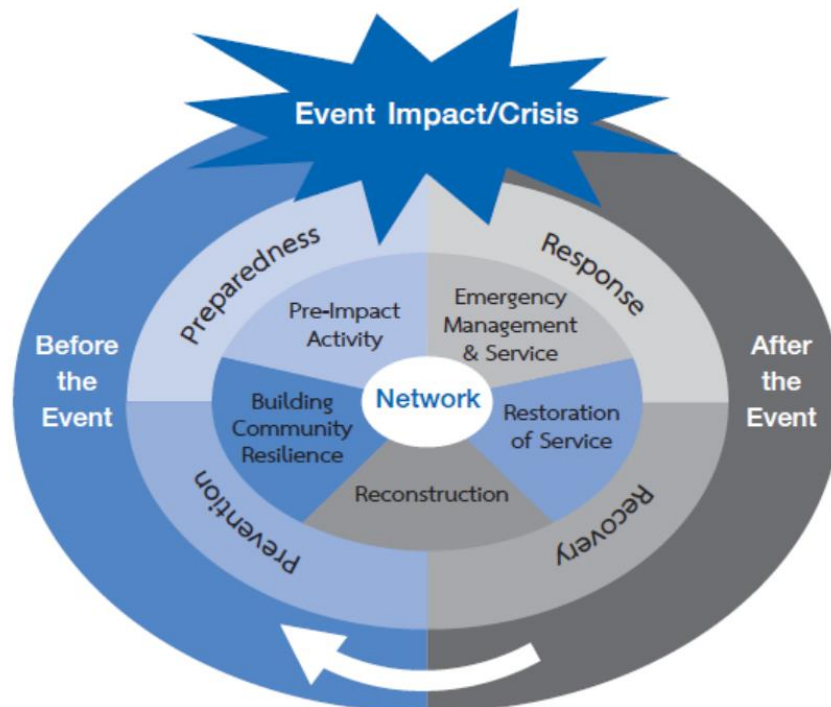 Event Impact/Crisis
Preparedness
Response
Pre-Impact
Activity
Emergency
Management
& Service
Before
the
Event
After
the
Event
Network
Building
Community
Resilience
Restoration
of Service
Reconstruction
Prevention
Recovery